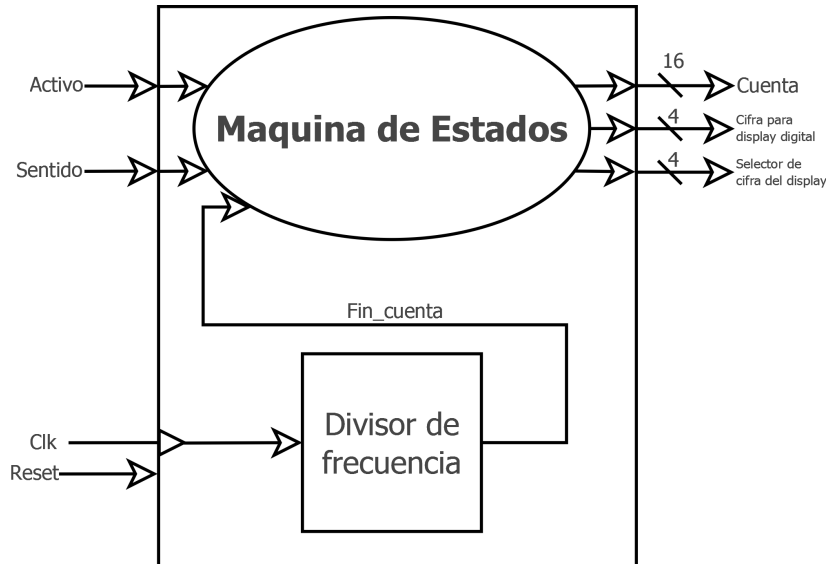 Activo
Sentido
Maquina de Estados
16
Cuenta
4
Cifra para
display digital
4
Selector de
cifra del display
Fin_cuenta
Divisor de
frecuencia
Clk
Reset